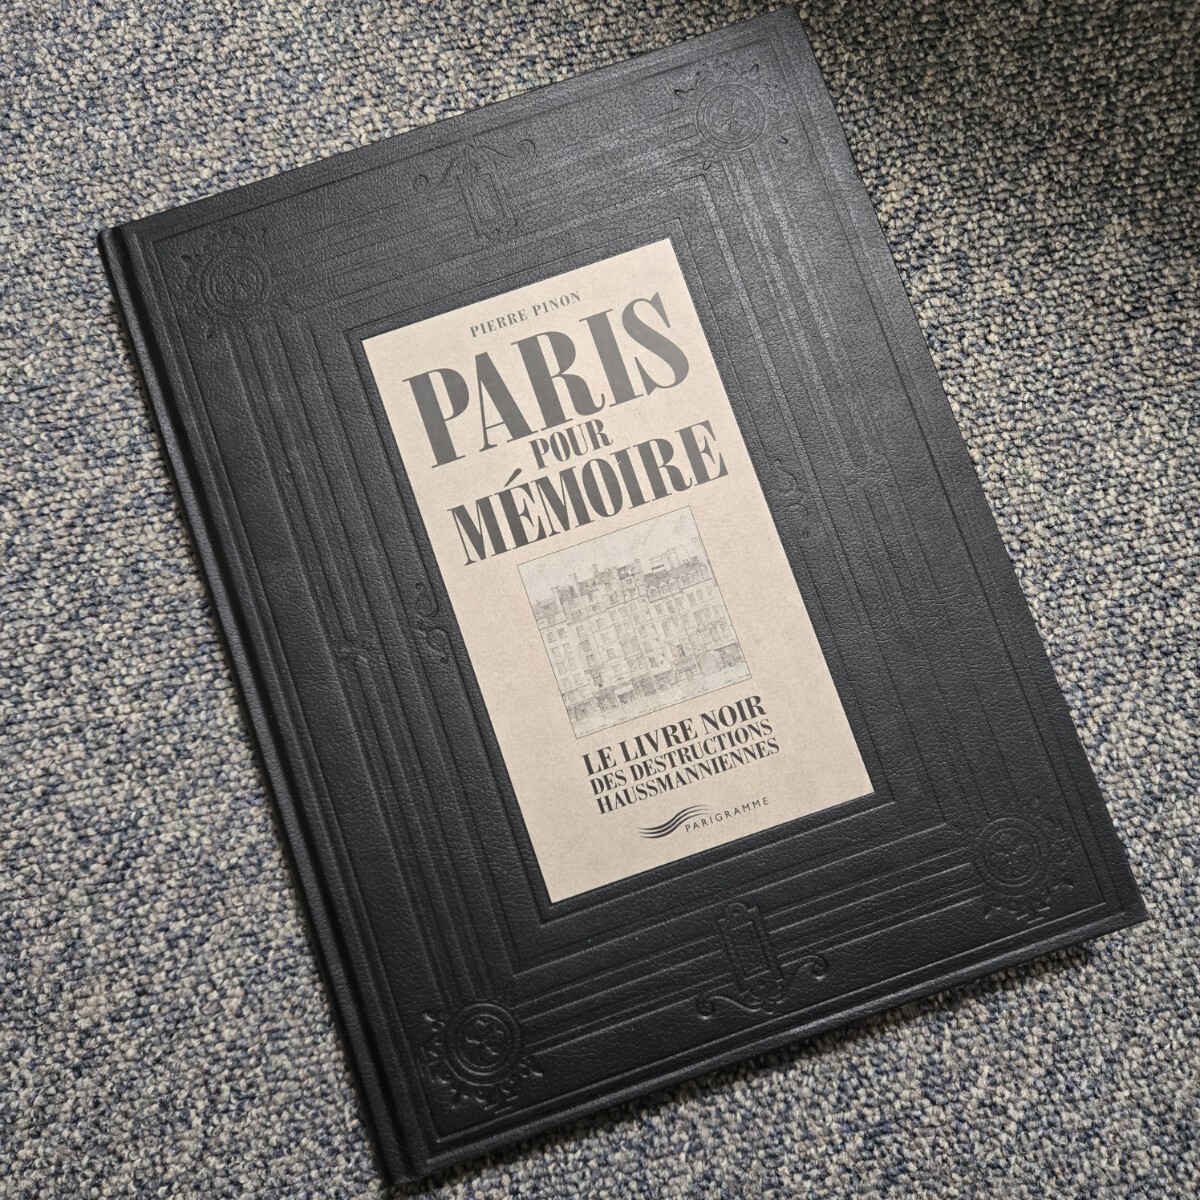 PIERRE PINON
PARIS
POUR
MÉMOIRE
LE LIVRE NOIR
DES DESTRUCTIONS
HAUSSMANNIENNES
PARIGRAMME